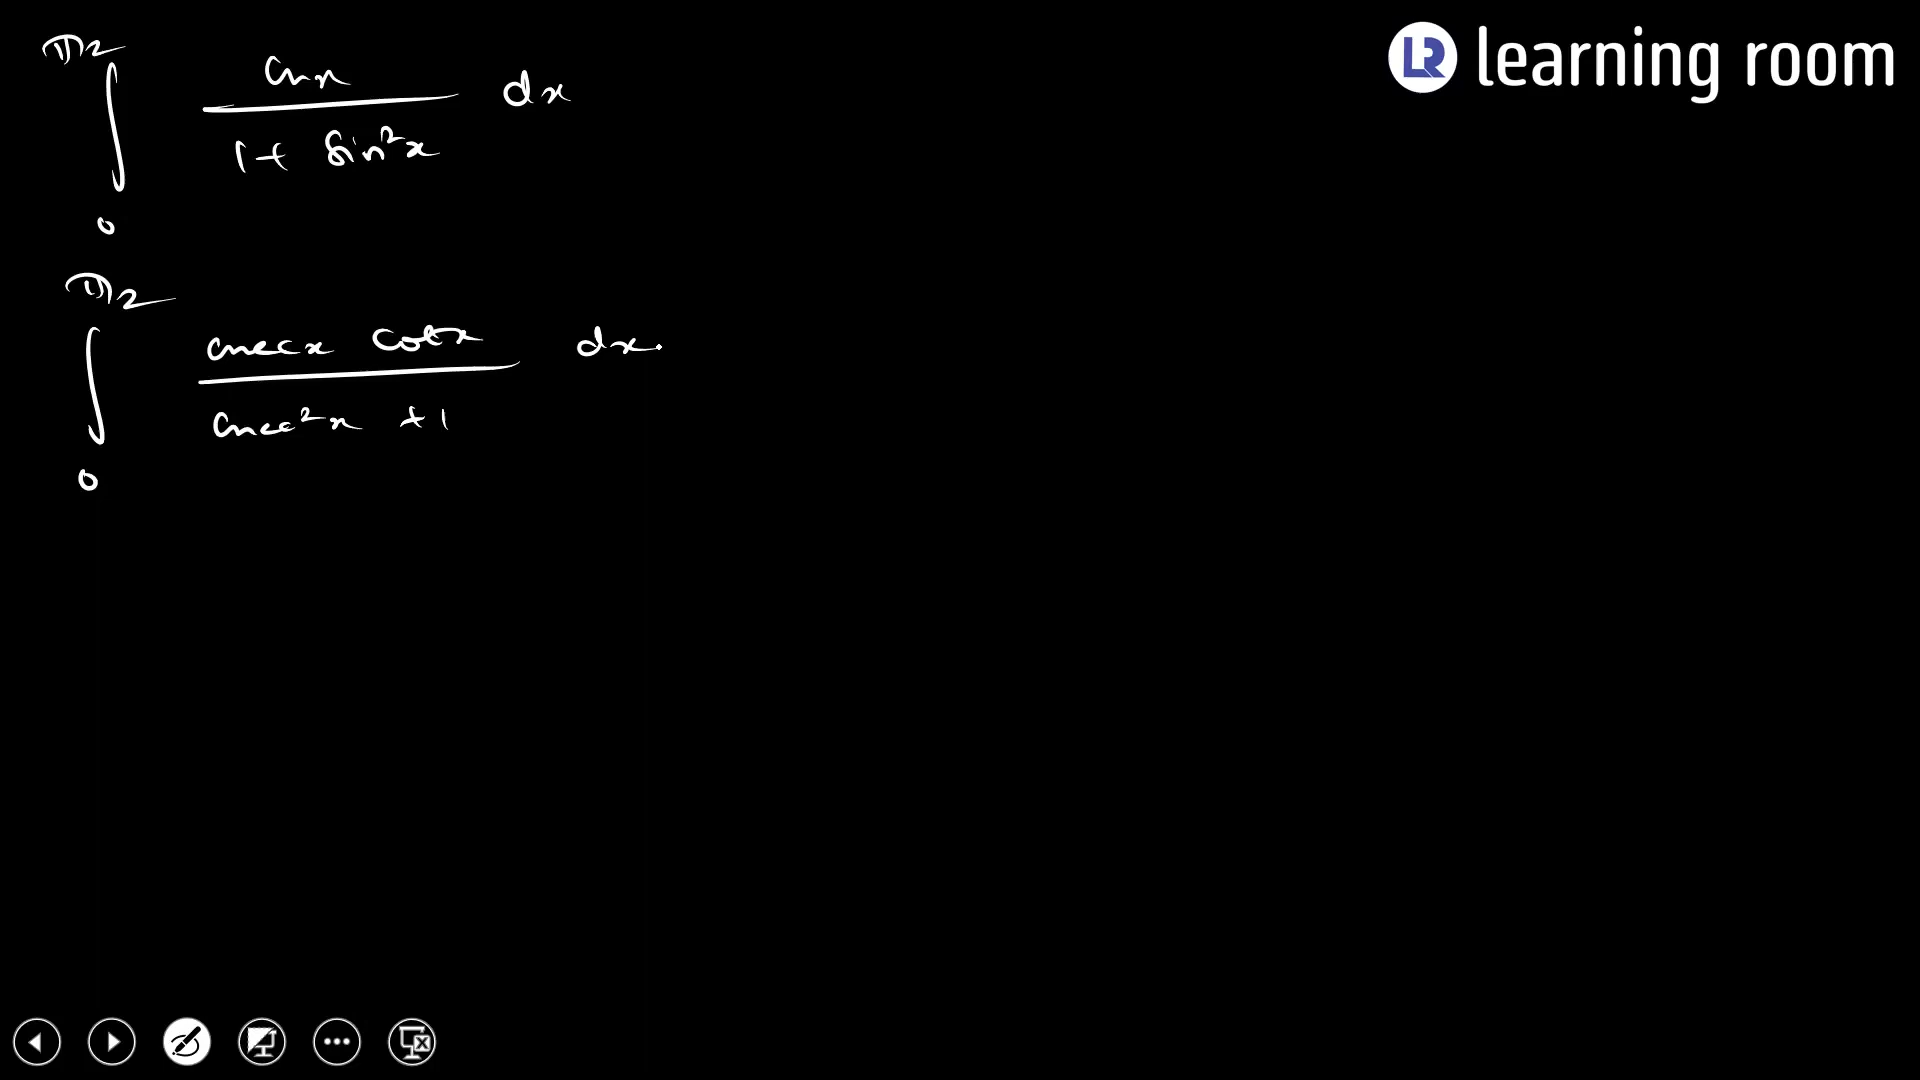 learning room
∫₀^(π/2) cos x / (1 + sin²x) dx
∫₀^(π/2) cosec x cot x / (cosec²x + 1) dx.